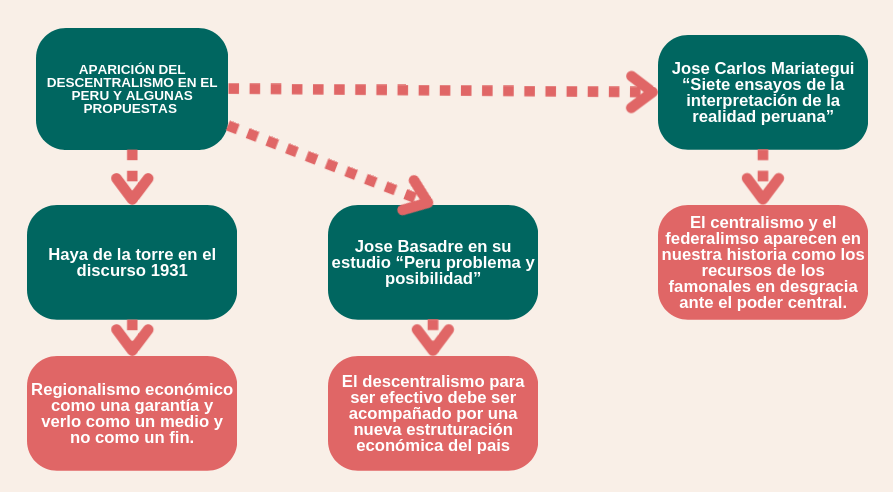 APARICIÓN DEL
DESCENTRALISMO EN EL
PERU Y ALGUNAS
PROPUESTAS
Jose Carlos Mariategui
“Siete ensayos de la
interpretación de la
realidad peruana”
Haya de la torre en el
discurso 1931
Jose Basadre en su
estudio “Peru problema y
posibilidad”
El centralismo y el
federalimso aparecen en
nuestra historia como los
recursos de los
famonales en desgracia
ante el poder central.
Regionalismo económico
como una garantía y
verlo como un medio y
no como un fin.
El descentralismo para
ser efectivo debe ser
acompañado por una
nueva estruturación
económica del pais